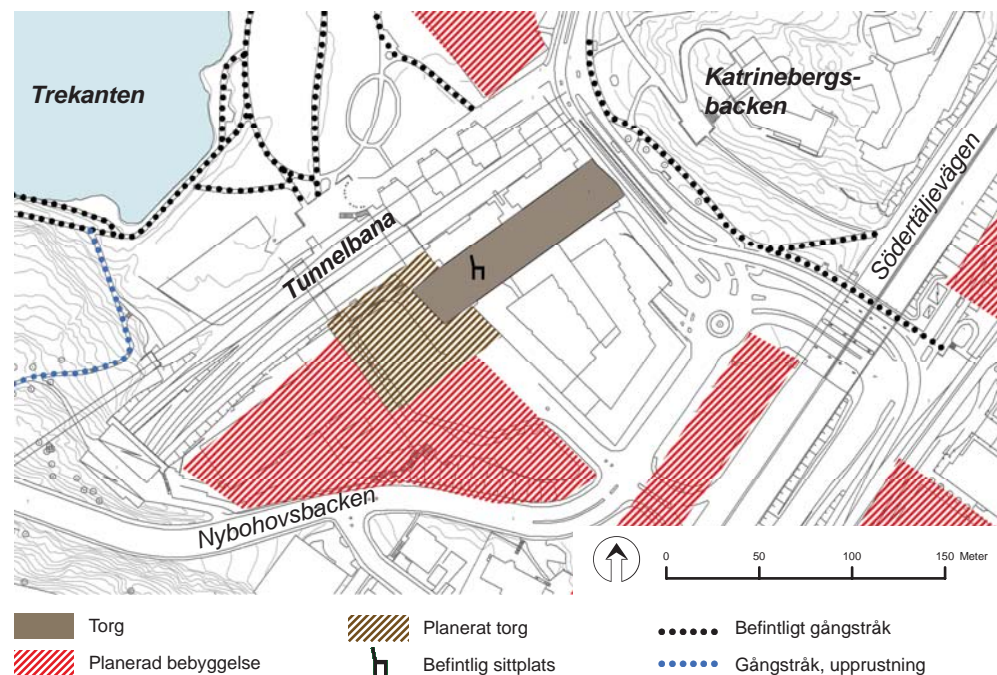 Trekanten
Katrinebergs-
backen
Södertäljevägen
Tunnelbana
Nybohovsbacken
0 50 100 150 Meter
Torg
Planerat torg
Befintligt gångstråk
Planerad bebyggelse
Befintlig sittplats
Gångstråk, upprustning